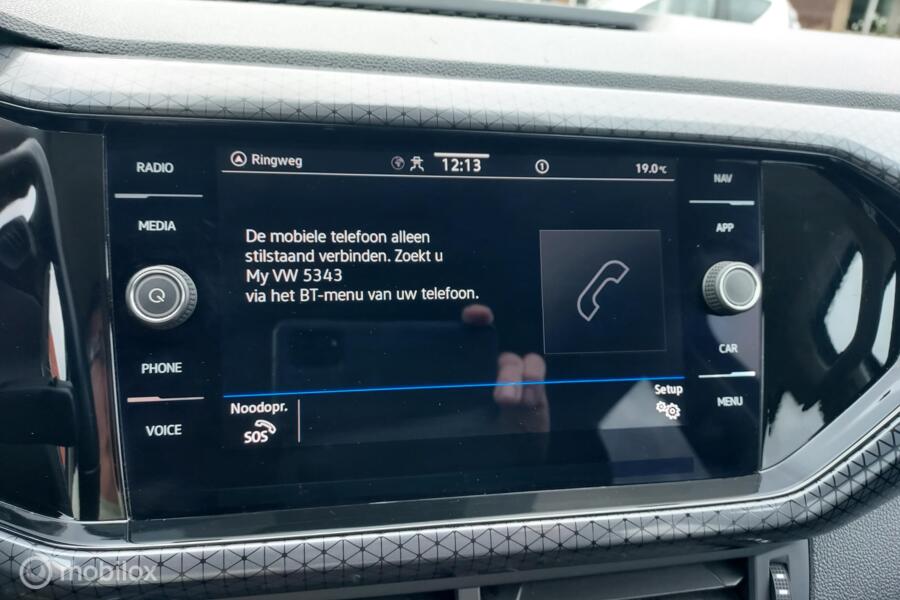 RADIO
MEDIA
PHONE
VOICE
Ringweg
12:13
1
19.0°C
De mobiele telefoon alleen
stilstaand verbinden. Zoekt u
My VW 5343
via het BT-menu van uw telefoon.
Noodopr.
SOS
Setup
NAV
APP
CAR
MENU
mobilox